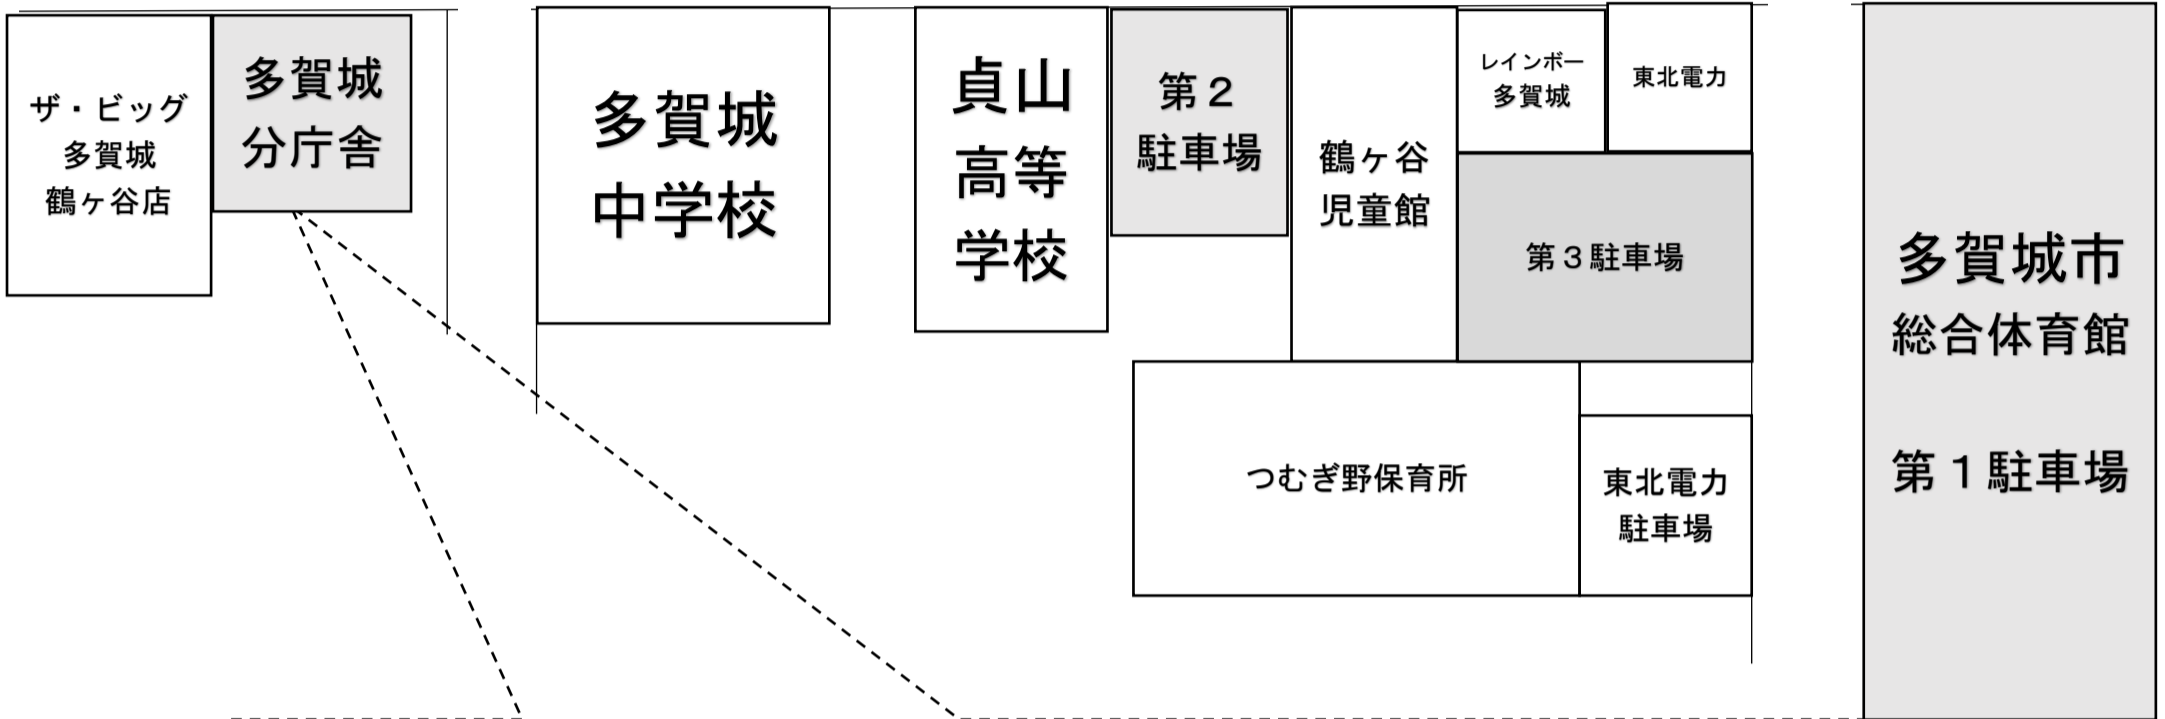 ザ・ビッグ
多賀城
鶴ヶ谷店
多賀城
分庁舎
多賀城
中学校
貞山
高等
学校
第２
駐車場
鶴ヶ谷
児童館
レインボー
多賀城
東北電力
第３駐車場
つむぎ野保育所
東北電力
駐車場
多賀城市
総合体育館
第１駐車場